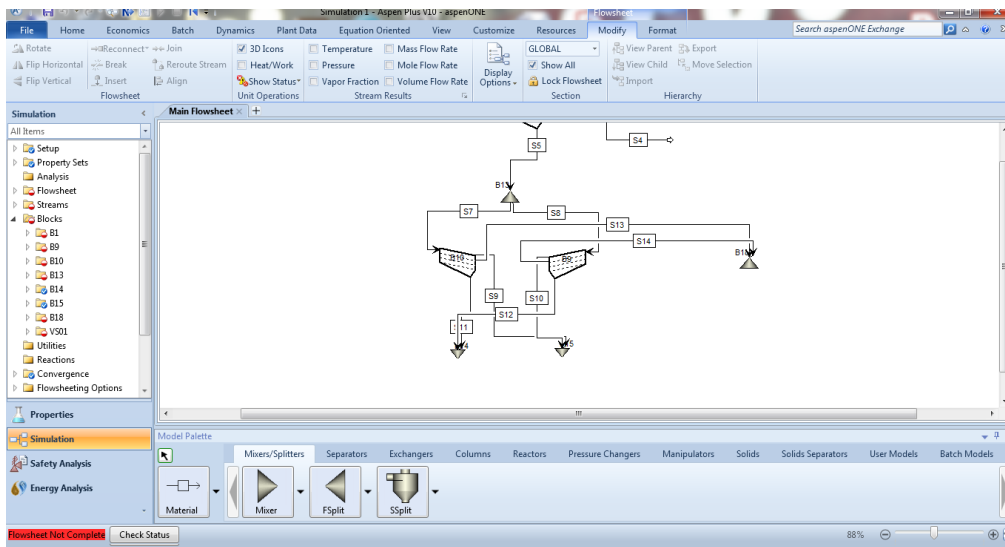 Simulation 1 - Aspen Plus V10 - aspenONE
Flowsheet
File Home Economics Batch Dynamics Plant Data Equation Oriented View Customize Resources Modify Format
Search aspenONE Exchange
Rotate Reconnect Join 3D Icons Temperature Mass Flow Rate GLOBAL View Parent Export
Flip Horizontal Break Reroute Stream Heat/Work Pressure Mole Flow Rate Display Show All View Child Move Selection
Flip Vertical Insert Align Show Status Vapor Fraction Volume Flow Rate Options Lock Flowsheet Import
Flowsheet Unit Operations Stream Results Section Hierarchy
Simulation
Main Flowsheet
All Items
Setup
Property Sets
Analysis
Flowsheet
Streams
Blocks
B1
B9
B10
B13
B14
B15
B18
VS01
Utilities
Reactions
Convergence
Flowsheeting Options
S4
S5
B13
S7
S8
S13
S14
B10
B9
S9
S10
S12
Properties
Simulation
Safety Analysis
Energy Analysis
Model Palette
Mixers/Splitters Separators Exchangers Columns Reactors Pressure Changers Manipulators Solids Solids Separators User Models Batch Models
Material Mixer FSplit SSplit
Flowsheet Not Complete Check Status
88%